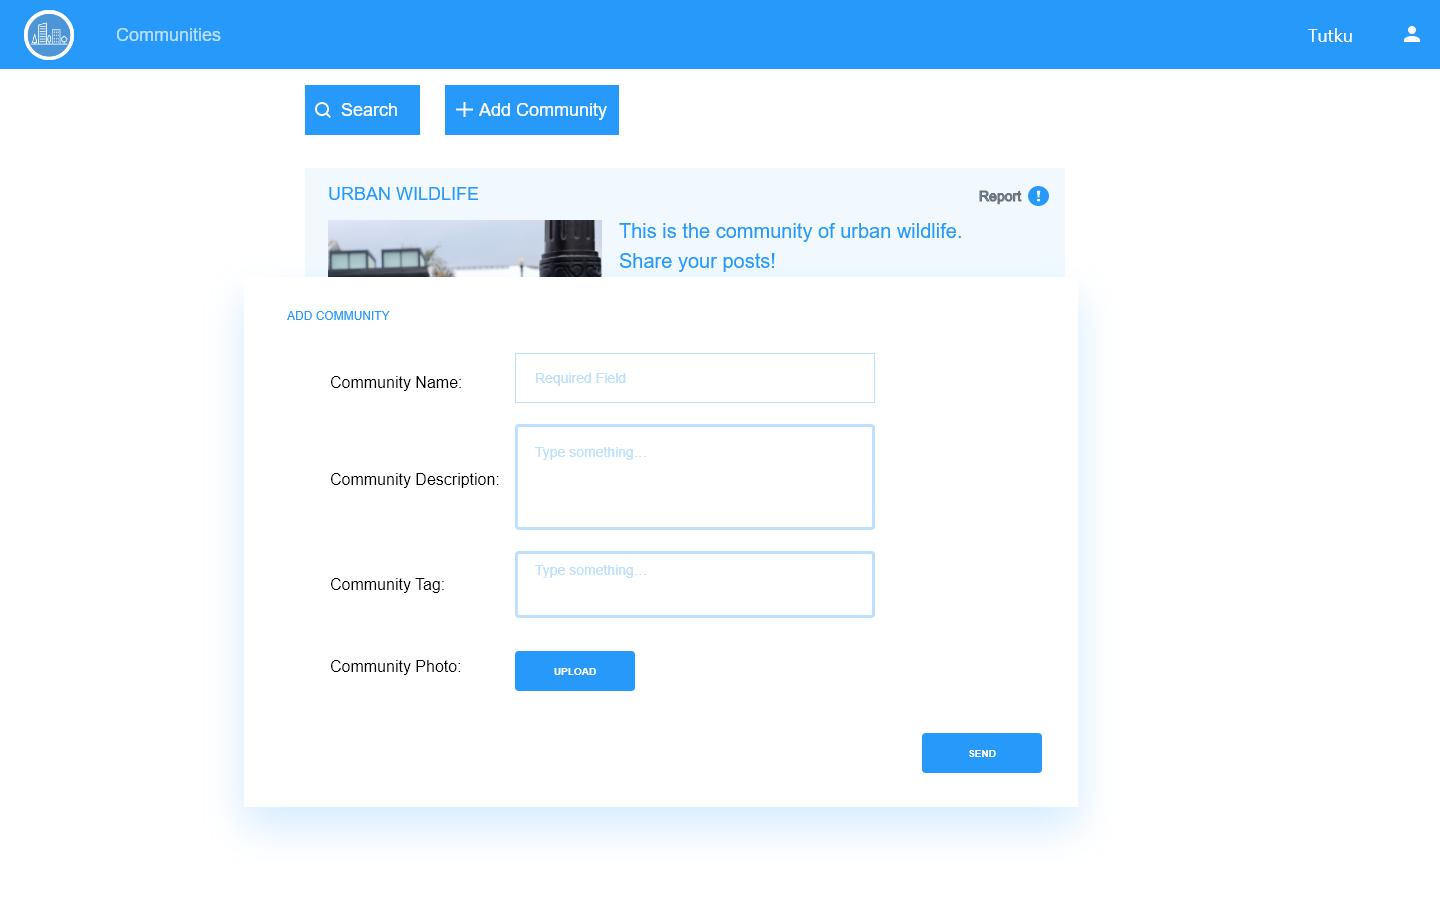 Communities
Tutku
Search
Add Community
URBAN WILDLIFE
Report
This is the community of urban wildlife.
Share your posts!
ADD COMMUNITY
Community Name:
Required Field
Community Description:
Type something...
Community Tag:
Type something...
Community Photo:
UPLOAD
SEND